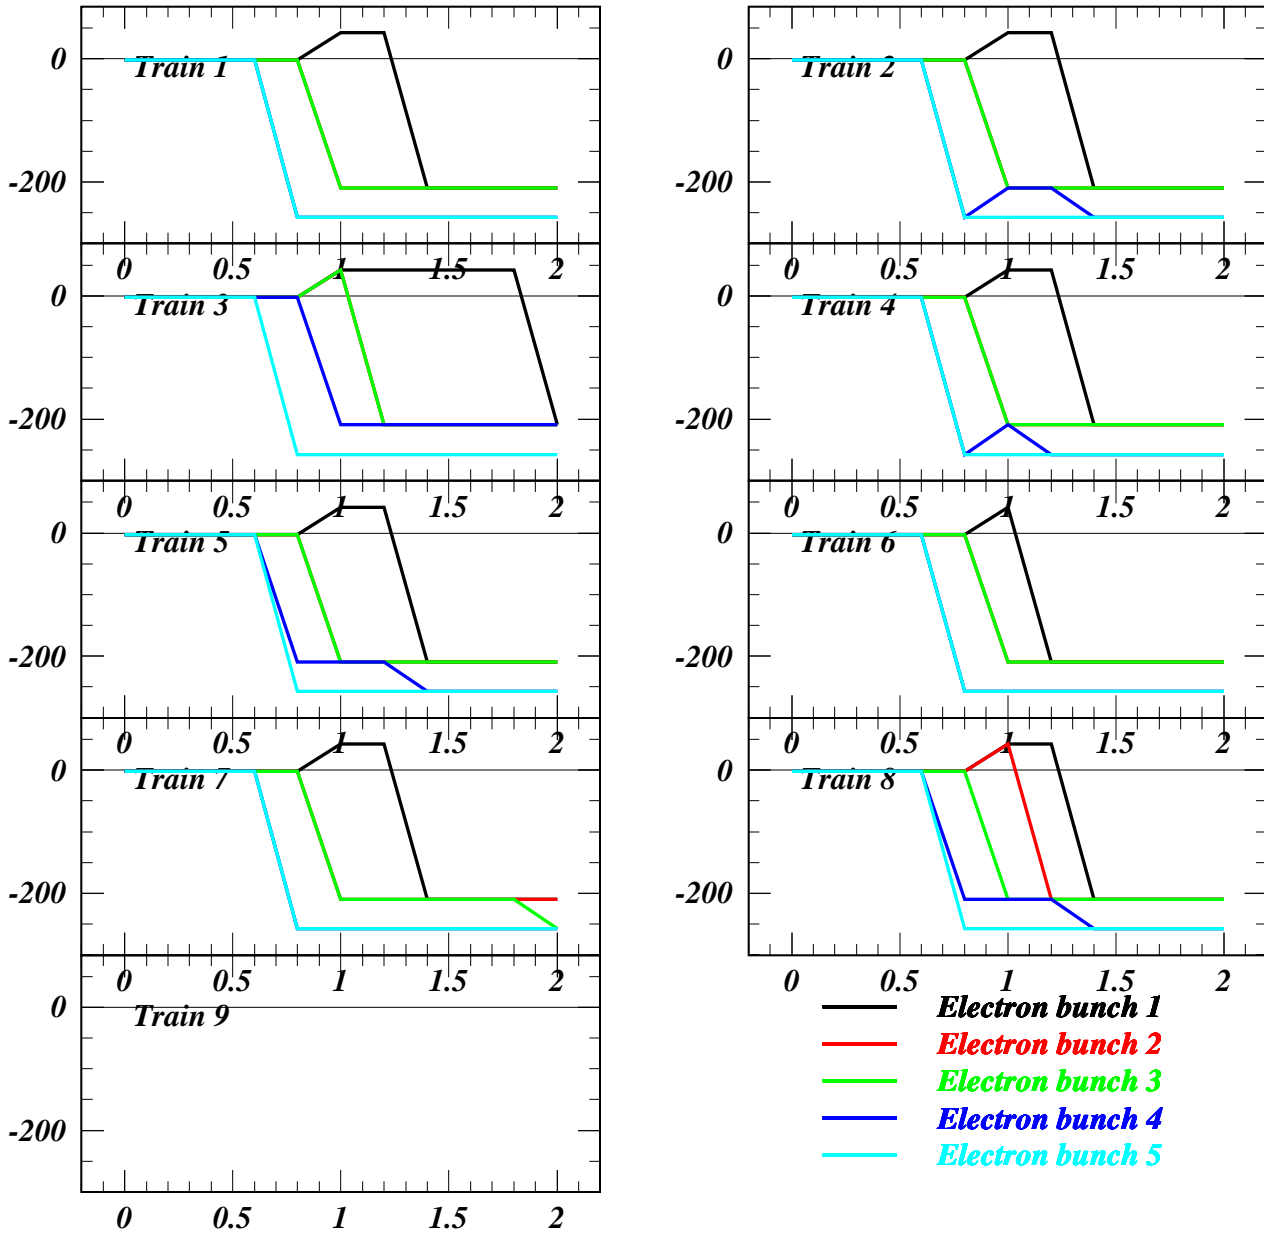 0
Train 1
-200
0
Train 2
-200
0 0.5 1 1.5 2
0
Train 3
-200
0 0.5 1 1.5 2
0
Train 4
-200
0 0.5 1 1.5 2
0
Train 5
-200
0 0.5 1 1.5 2
0
Train 6
-200
0 0.5 1 1.5 2
0
Train 7
-200
0 0.5 1 1.5 2
0
Train 8
-200
0 0.5 1 1.5 2
0
Train 9
-200
0 0.5 1 1.5 2
0 0.5 1 1.5 2
Electron bunch 1
Electron bunch 2
Electron bunch 3
Electron bunch 4
Electron bunch 5